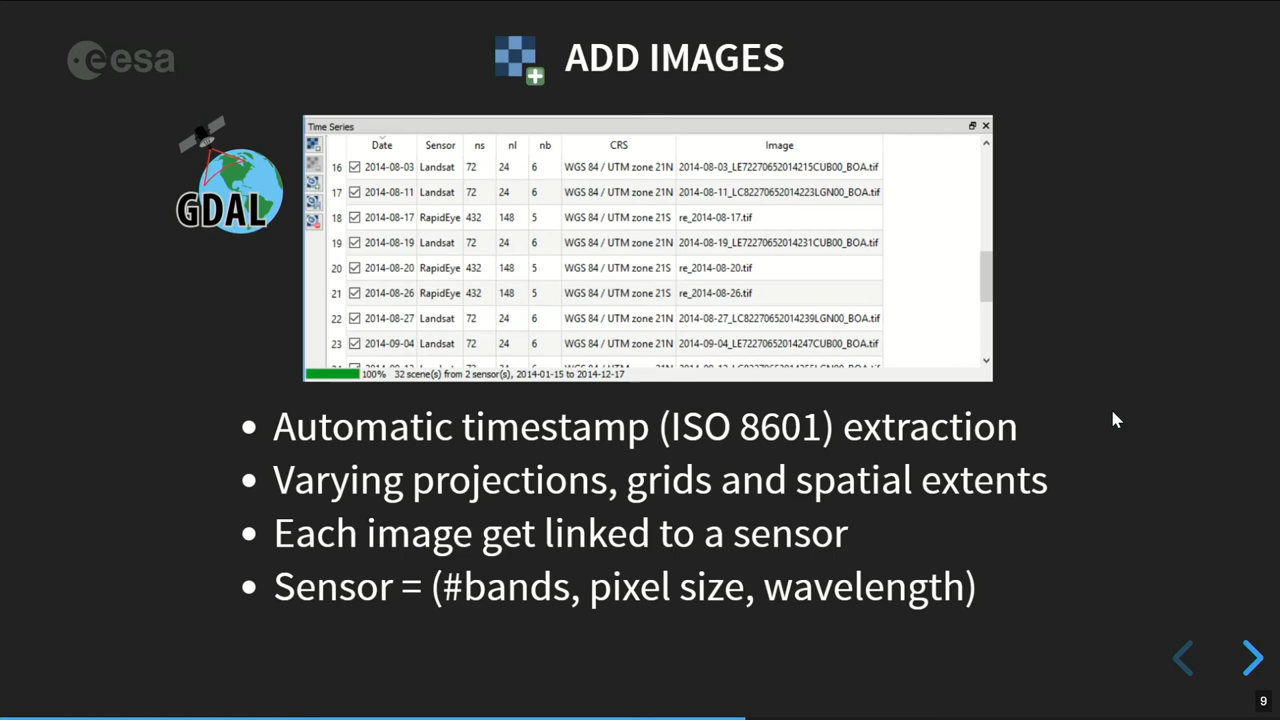 esa
ADD IMAGES
GDAL
Time Series
Date Sensor ns nl nb CRS Image
16 2014-08-03 Landsat 72 24 6 WGS 84 / UTM zone 21N 2014-08-03_LE72270652014215CUB00_BOA.tif
17 2014-08-11 Landsat 72 24 6 WGS 84 / UTM zone 21N 2014-08-11_LC82270652014223LGN00_BOA.tif
18 2014-08-17 RapidEye 432 148 5 WGS 84 / UTM zone 21S re_2014-08-17.tif
19 2014-08-19 Landsat 72 24 6 WGS 84 / UTM zone 21N 2014-08-19_LE72270652014231CUB00_BOA.tif
20 2014-08-20 RapidEye 432 148 5 WGS 84 / UTM zone 21S re_2014-08-20.tif
21 2014-08-26 RapidEye 432 148 5 WGS 84 / UTM zone 21S re_2014-08-26.tif
22 2014-08-27 Landsat 72 24 6 WGS 84 / UTM zone 21N 2014-08-27_LC82270652014239LGN00_BOA.tif
23 2014-09-04 Landsat 72 24 6 WGS 84 / UTM zone 21N 2014-09-04_LE72270652014247CUB00_BOA.tif
100% 32 scene(s) from 2 sensor(s), 2014-01-15 to 2014-12-17
• Automatic timestamp (ISO 8601) extraction
• Varying projections, grids and spatial extents
• Each image get linked to a sensor
• Sensor = (#bands, pixel size, wavelength)
9